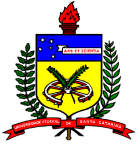 ARS ET SCIENTIA
UNIVERSIDADE FEDERAL DE SANTA CATARINA